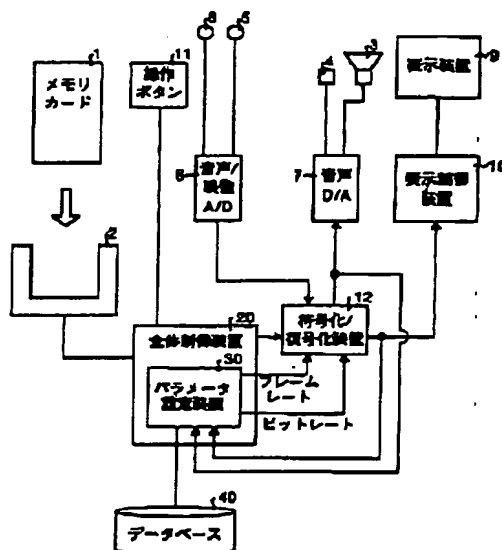 1
メモリ
カード
11
操作
ボタン
8
5
4
3
9
表示装置
2
6
音声/
映像
A/D
7
音声
D/A
10
表示制御
装置
12
符号化/
復号化装置
20
全体制御装置
30
パラメータ
設定装置
フレーム
レート
ビットレート
40
データベース